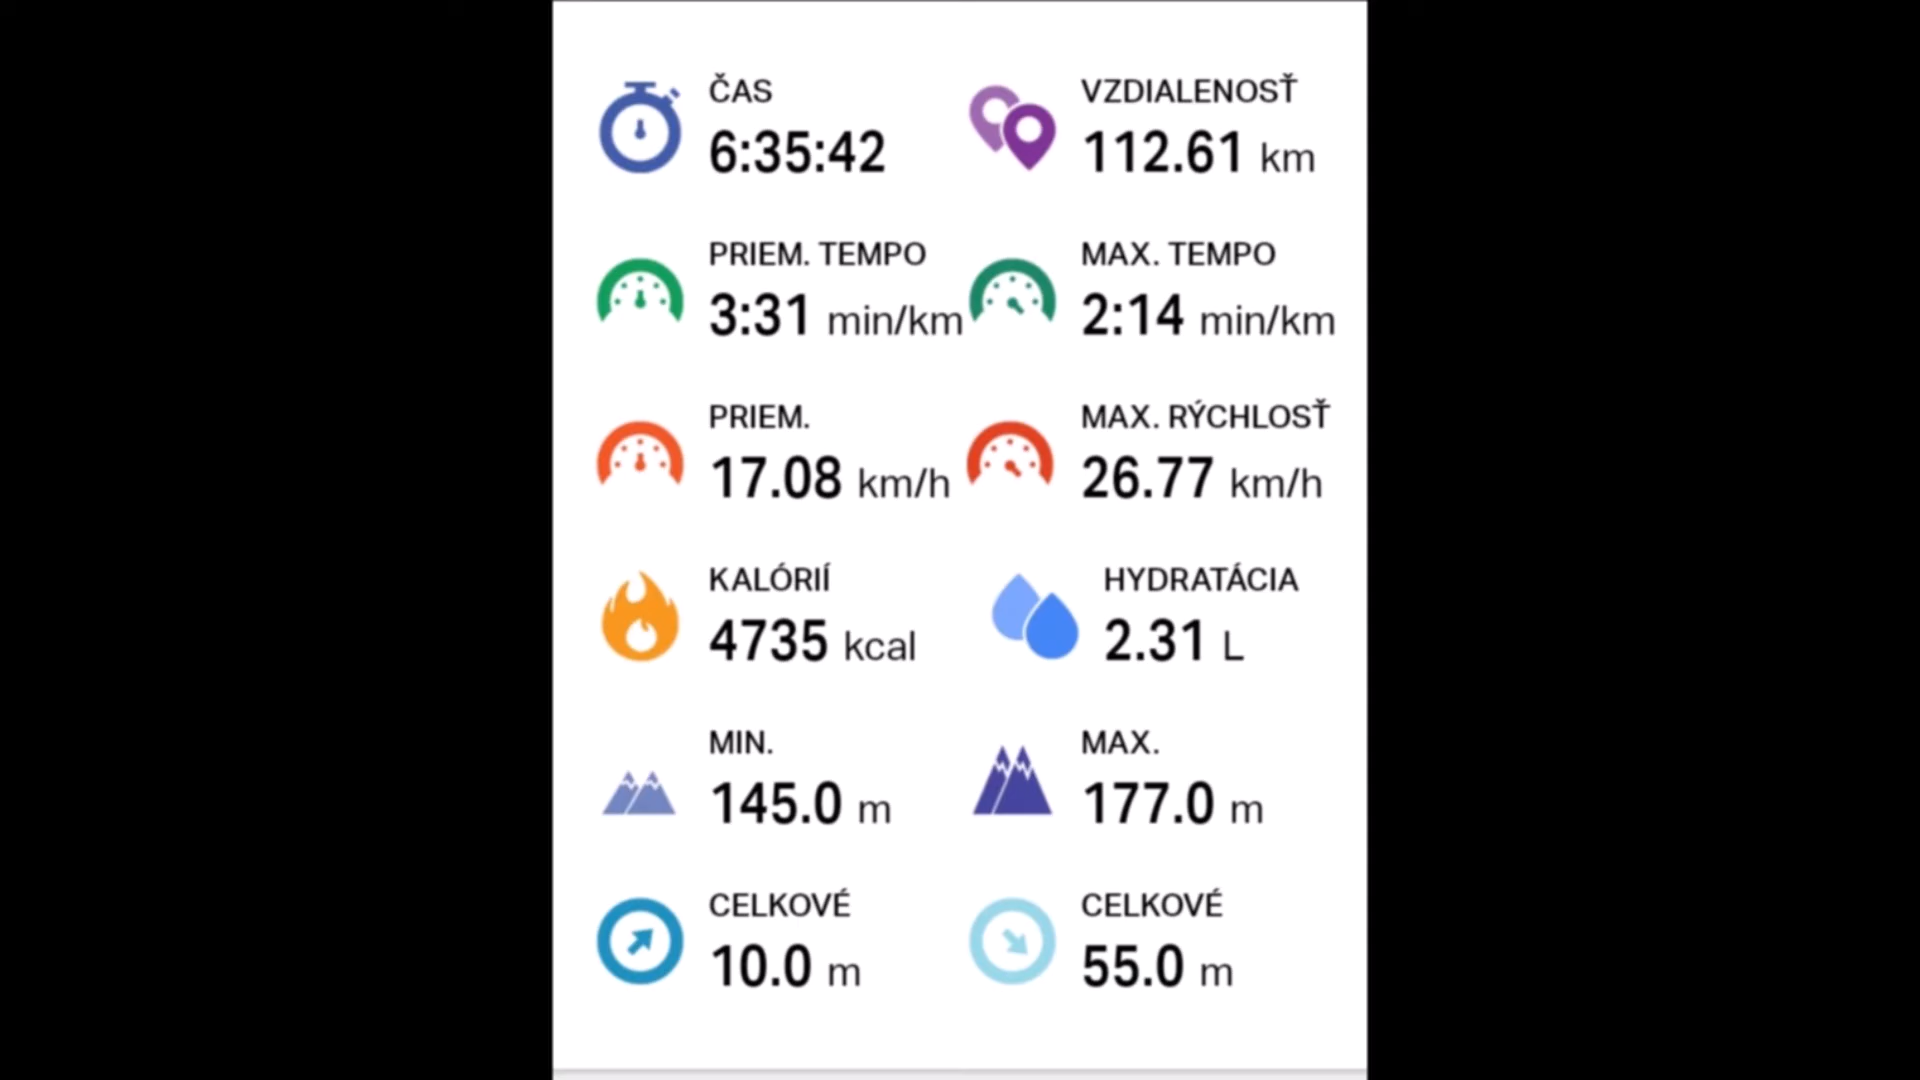 ČAS
6:35:42
VZDIALENOSŤ
112.61 km
PRIEM. TEMPO
3:31 min/km
MAX. TEMPO
2:14 min/km
PRIEM.
17.08 km/h
MAX. RÝCHLOSŤ
26.77 km/h
KALÓRIÍ
4735 kcal
HYDRATÁCIA
2.31 L
MIN.
145.0 m
MAX.
177.0 m
CELKOVÉ
10.0 m
CELKOVÉ
55.0 m